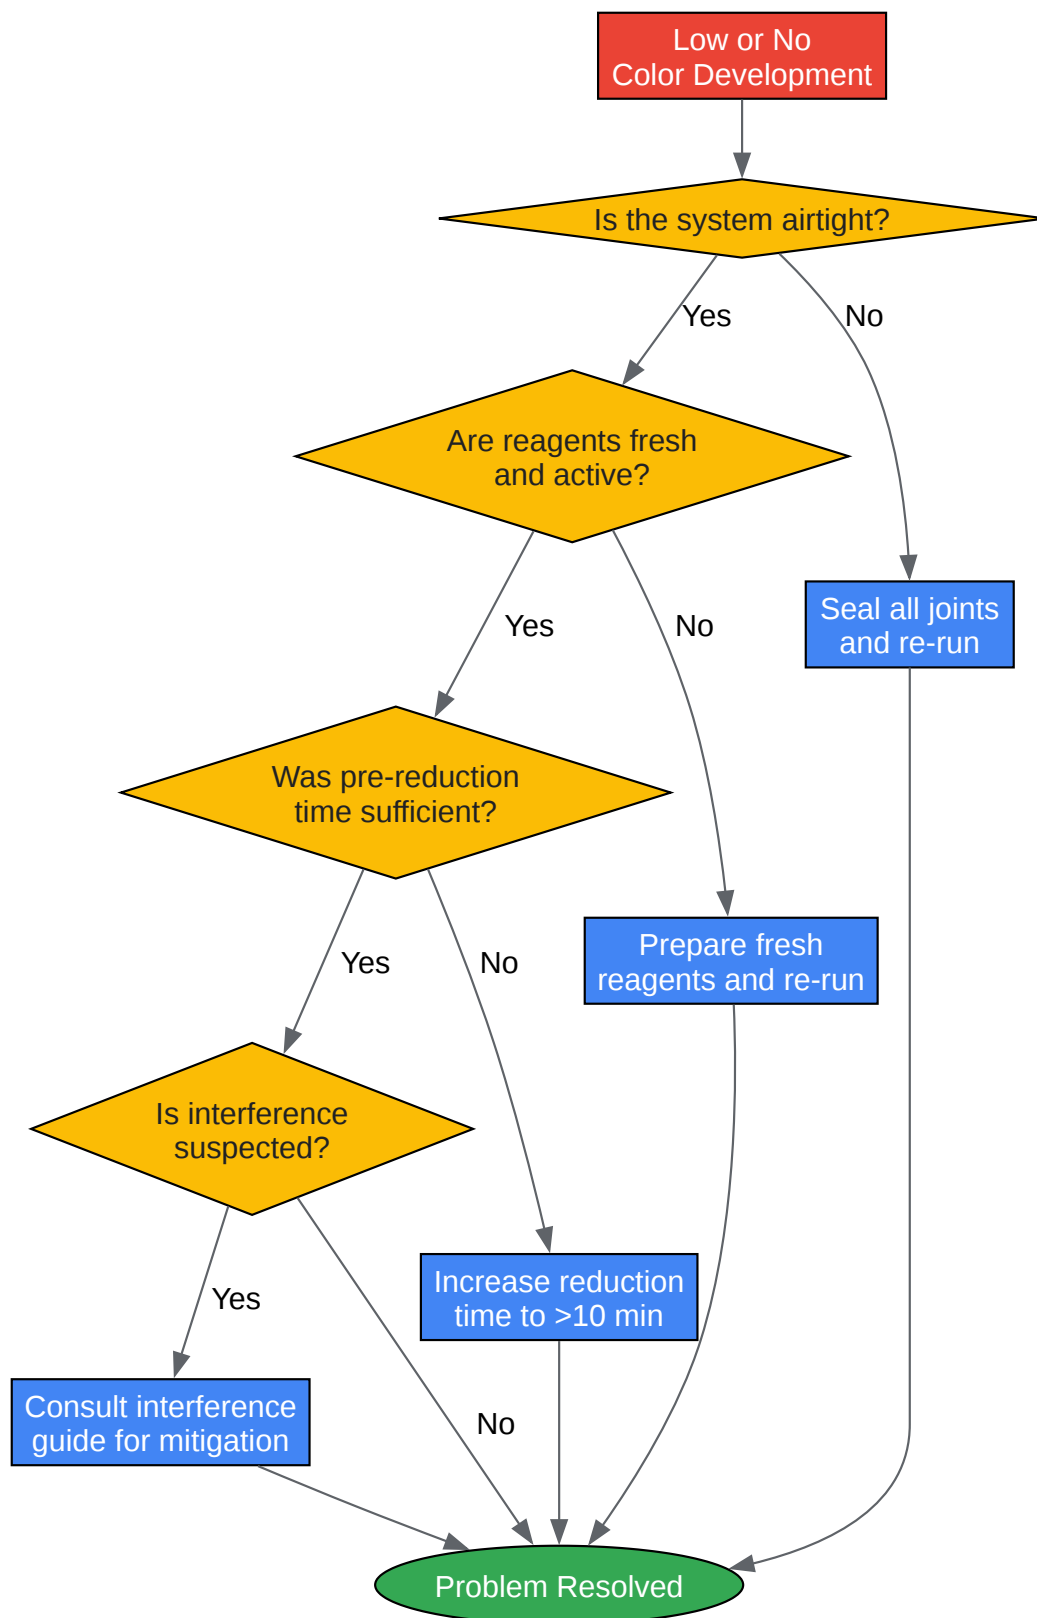 Low or No
Color Development
Is the system airtight?
Yes
No
Are reagents fresh
and active?
Yes
No
Seal all joints
and re-run
Was pre-reduction
time sufficient?
Yes
No
Prepare fresh
reagents and re-run
Is interference
suspected?
Yes
No
Increase reduction
time to >10 min
Consult interference
guide for mitigation
Problem Resolved